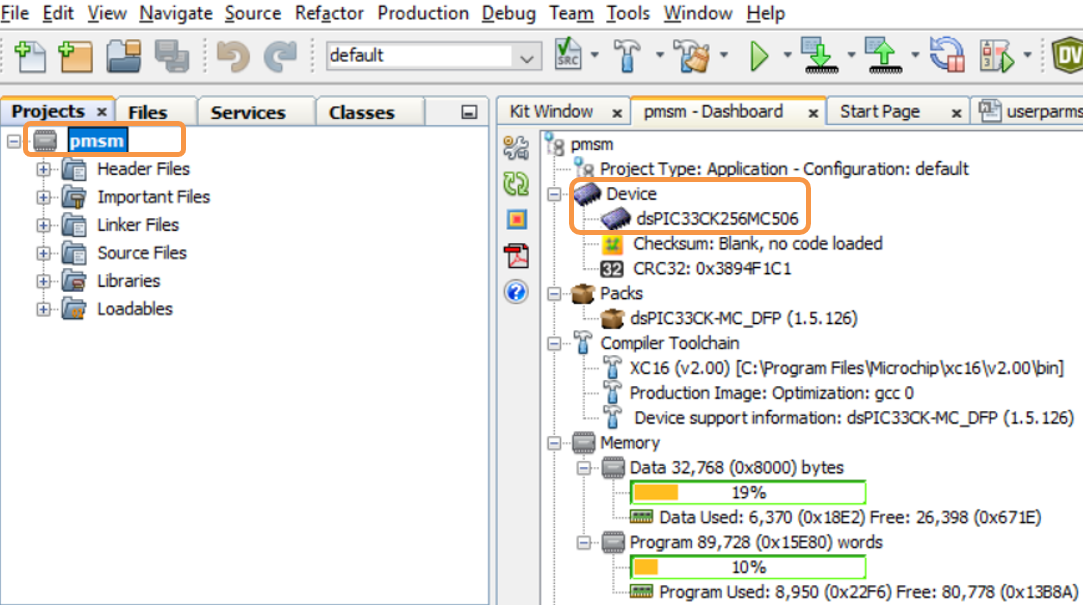 File Edit View Navigate Source Refactor Production Debug Team Tools Window Help
default
SRC
DV
Projects x Files Services Classes
Kit Window x pmsm - Dashboard x Start Page x userparms
pmsm
Header Files
Important Files
Linker Files
Source Files
Libraries
Loadables
pmsm
Project Type: Application - Configuration: default
Device
dsPIC33CK256MC506
Checksum: Blank, no code loaded
32 CRC32: 0x3894F1C1
Packs
dsPIC33CK-MC_DFP (1.5.126)
Compiler Toolchain
XC16 (v2.00) [C:\Program Files\Microchip\xc16\v2.00\bin]
Production Image: Optimization: gcc 0
Device support information: dsPIC33CK-MC_DFP (1.5.126)
Memory
Data 32,768 (0x8000) bytes
19%
Data Used: 6,370 (0x18E2) Free: 26,398 (0x671E)
Program 89,728 (0x15E80) words
10%
Program Used: 8,950 (0x22F6) Free: 80,778 (0x13B8A)